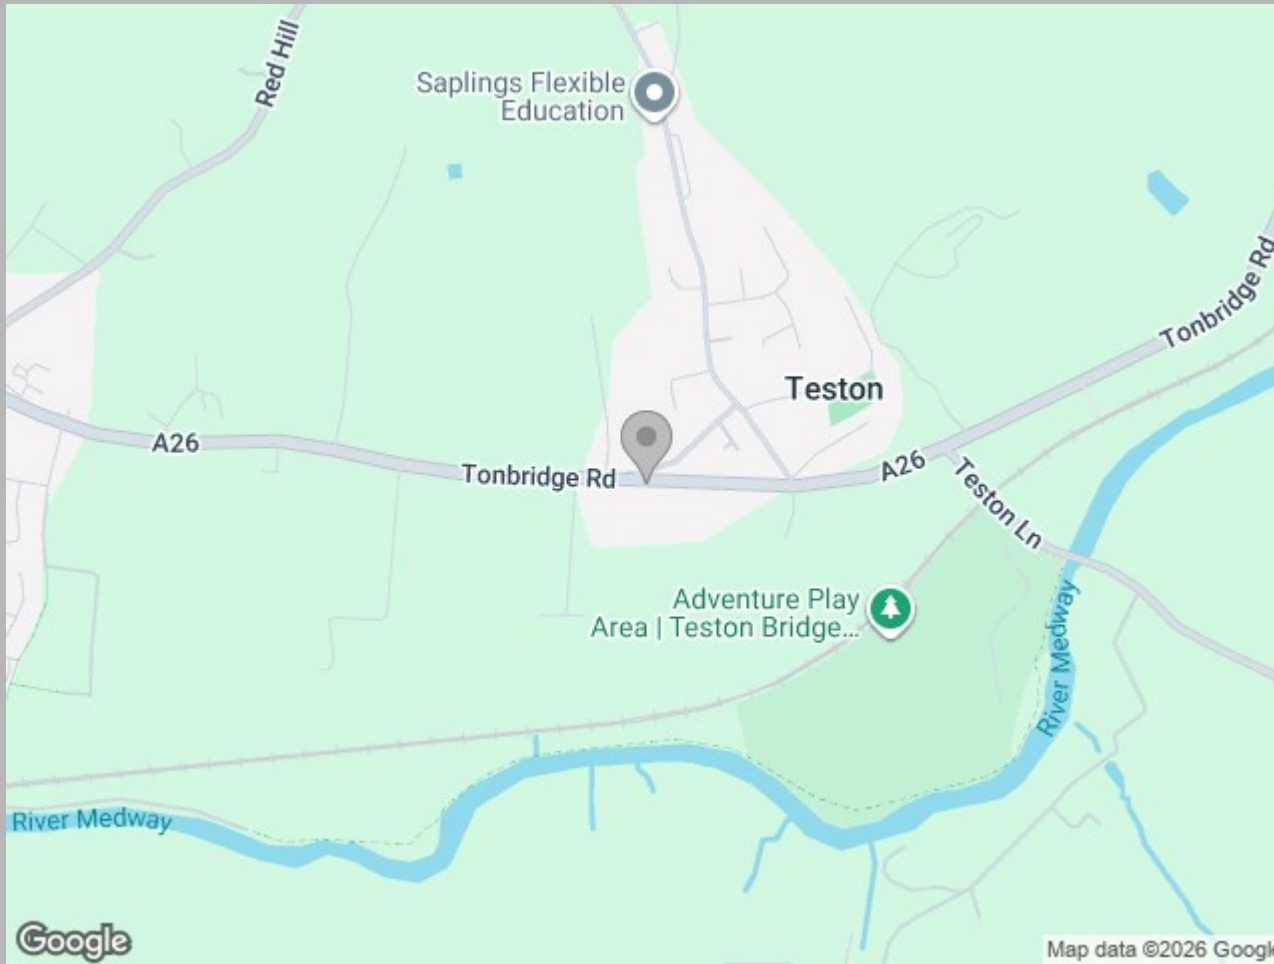 Red Hill
Saplings Flexible
Education
Tonbridge Rd
Teston
A26
Tonbridge Rd
A26
Teston Ln
Adventure Play
Area | Teston Bridge...
River Medway
River Medway
Google
Map data ©2026 Google